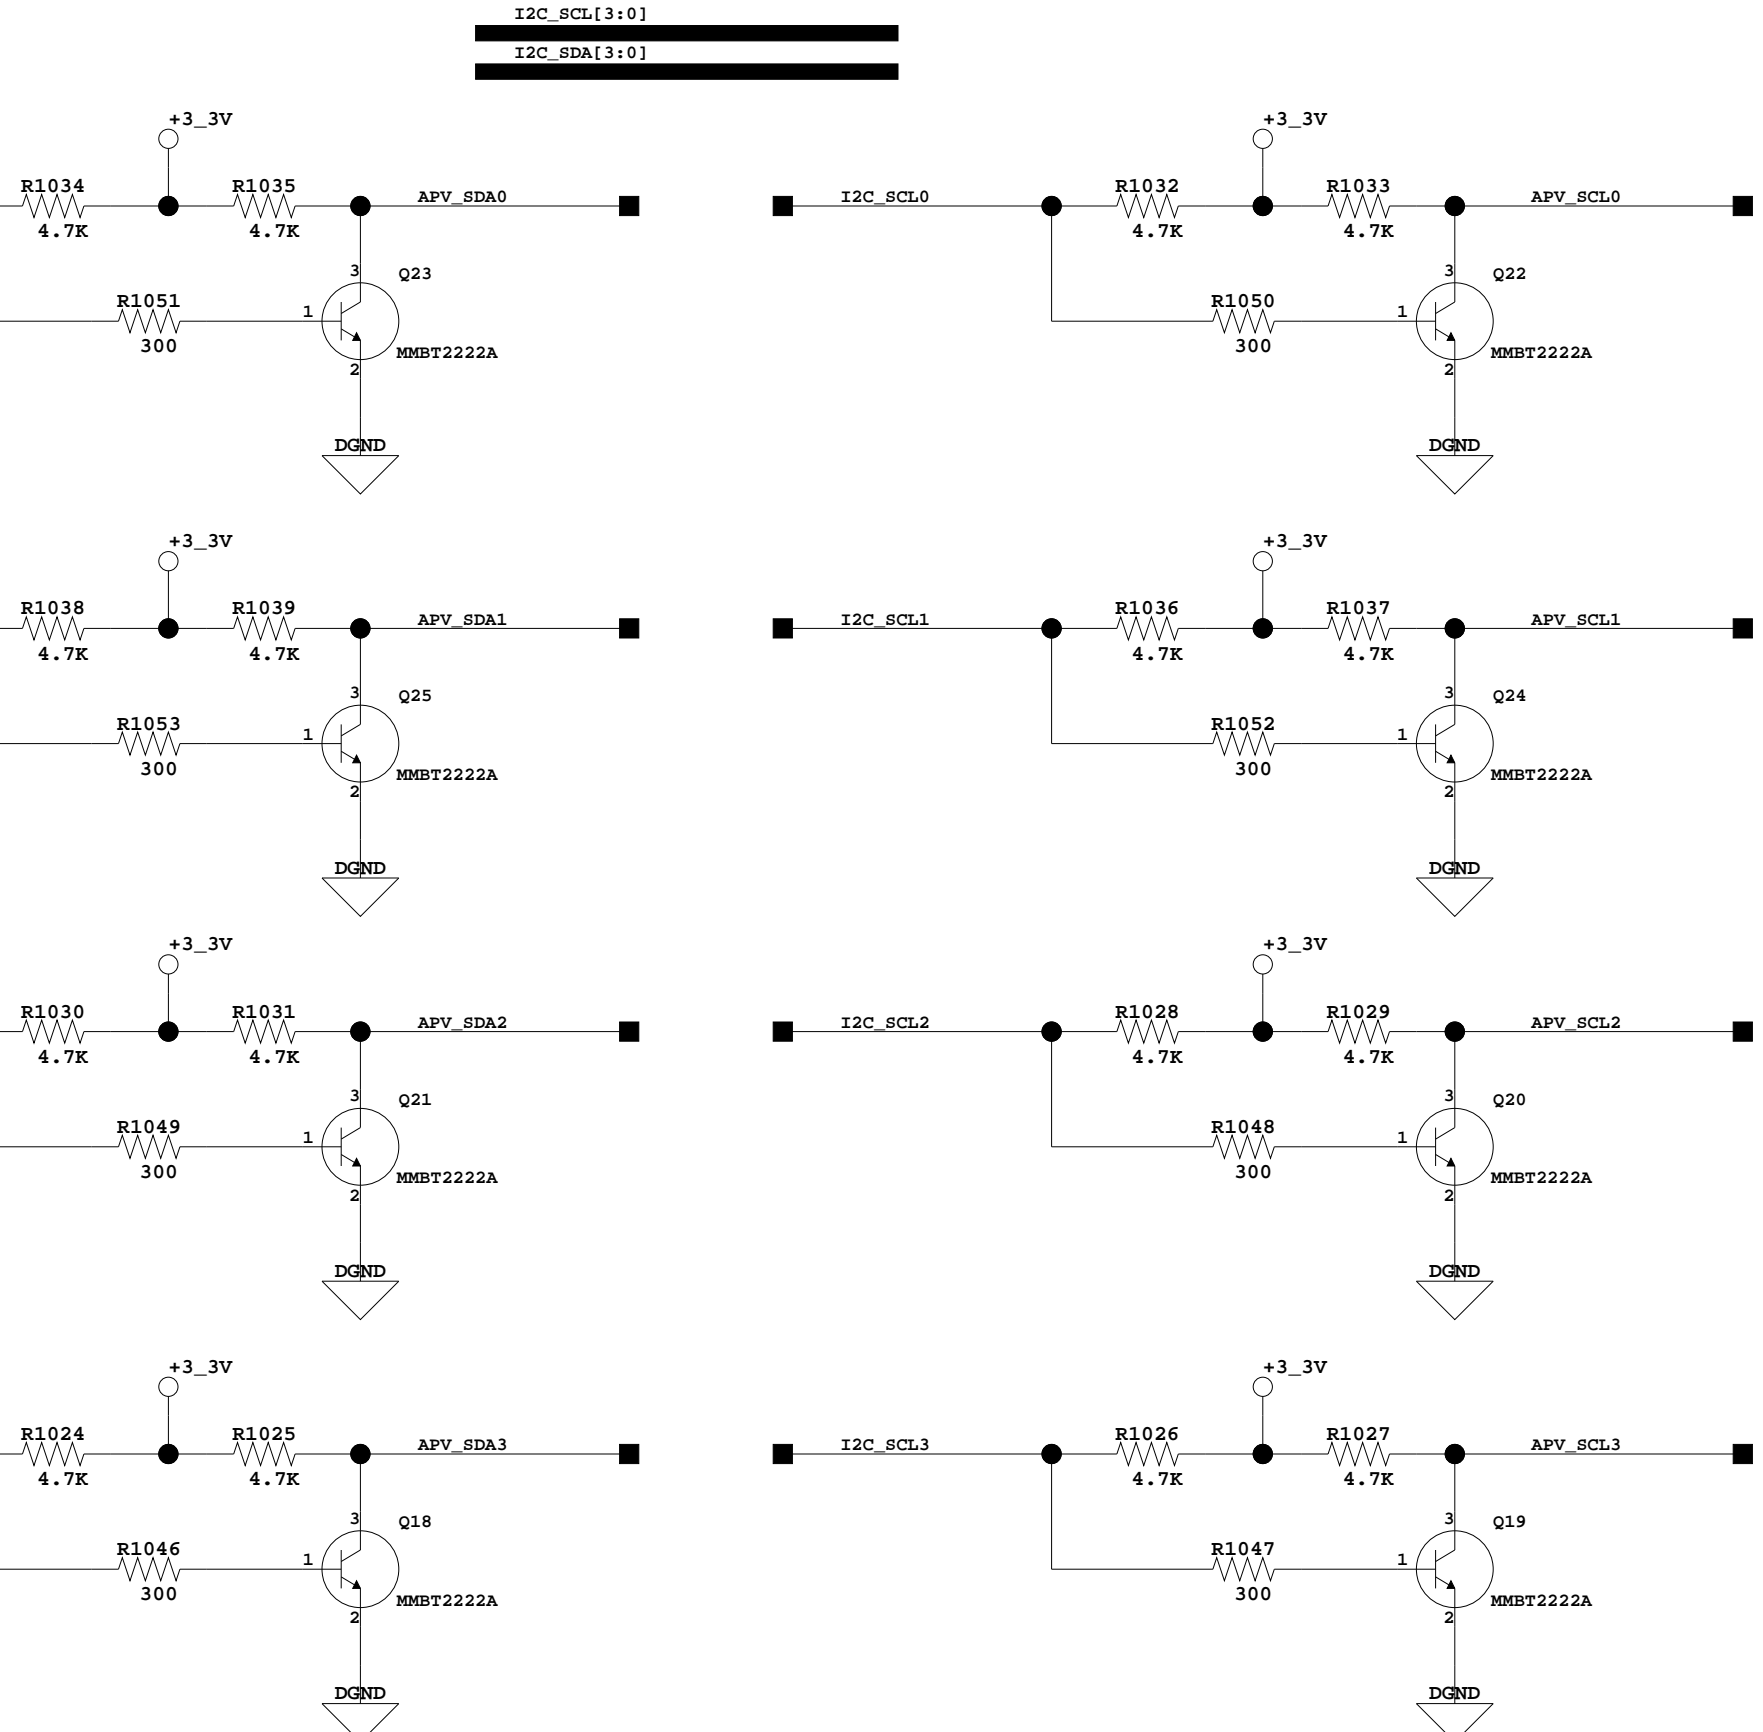 I2C_SCL[3:0]
I2C_SDA[3:0]
+3_3V +3_3V
R1034 R1035 APV_SDA0 I2C_SCL0 R1032 R1033 APV_SCL0
4.7K 4.7K 4.7K 4.7K
3 Q23 3 Q22
R1051 1 R1050 1
300 MMBT2222A 300 MMBT2222A
2 2
DGND DGND
+3_3V +3_3V
R1038 R1039 APV_SDA1 I2C_SCL1 R1036 R1037 APV_SCL1
4.7K 4.7K 4.7K 4.7K
3 Q25 3 Q24
R1053 1 R1052 1
300 MMBT2222A 300 MMBT2222A
2 2
DGND DGND
+3_3V +3_3V
R1030 R1031 APV_SDA2 I2C_SCL2 R1028 R1029 APV_SCL2
4.7K 4.7K 4.7K 4.7K
3 Q21 3 Q20
R1049 1 R1048 1
300 MMBT2222A 300 MMBT2222A
2 2
DGND DGND
+3_3V +3_3V
R1024 R1025 APV_SDA3 I2C_SCL3 R1026 R1027 APV_SCL3
4.7K 4.7K 4.7K 4.7K
3 Q18 3 Q19
R1046 1 R1047 1
300 MMBT2222A 300 MMBT2222A
2 2
DGND DGND